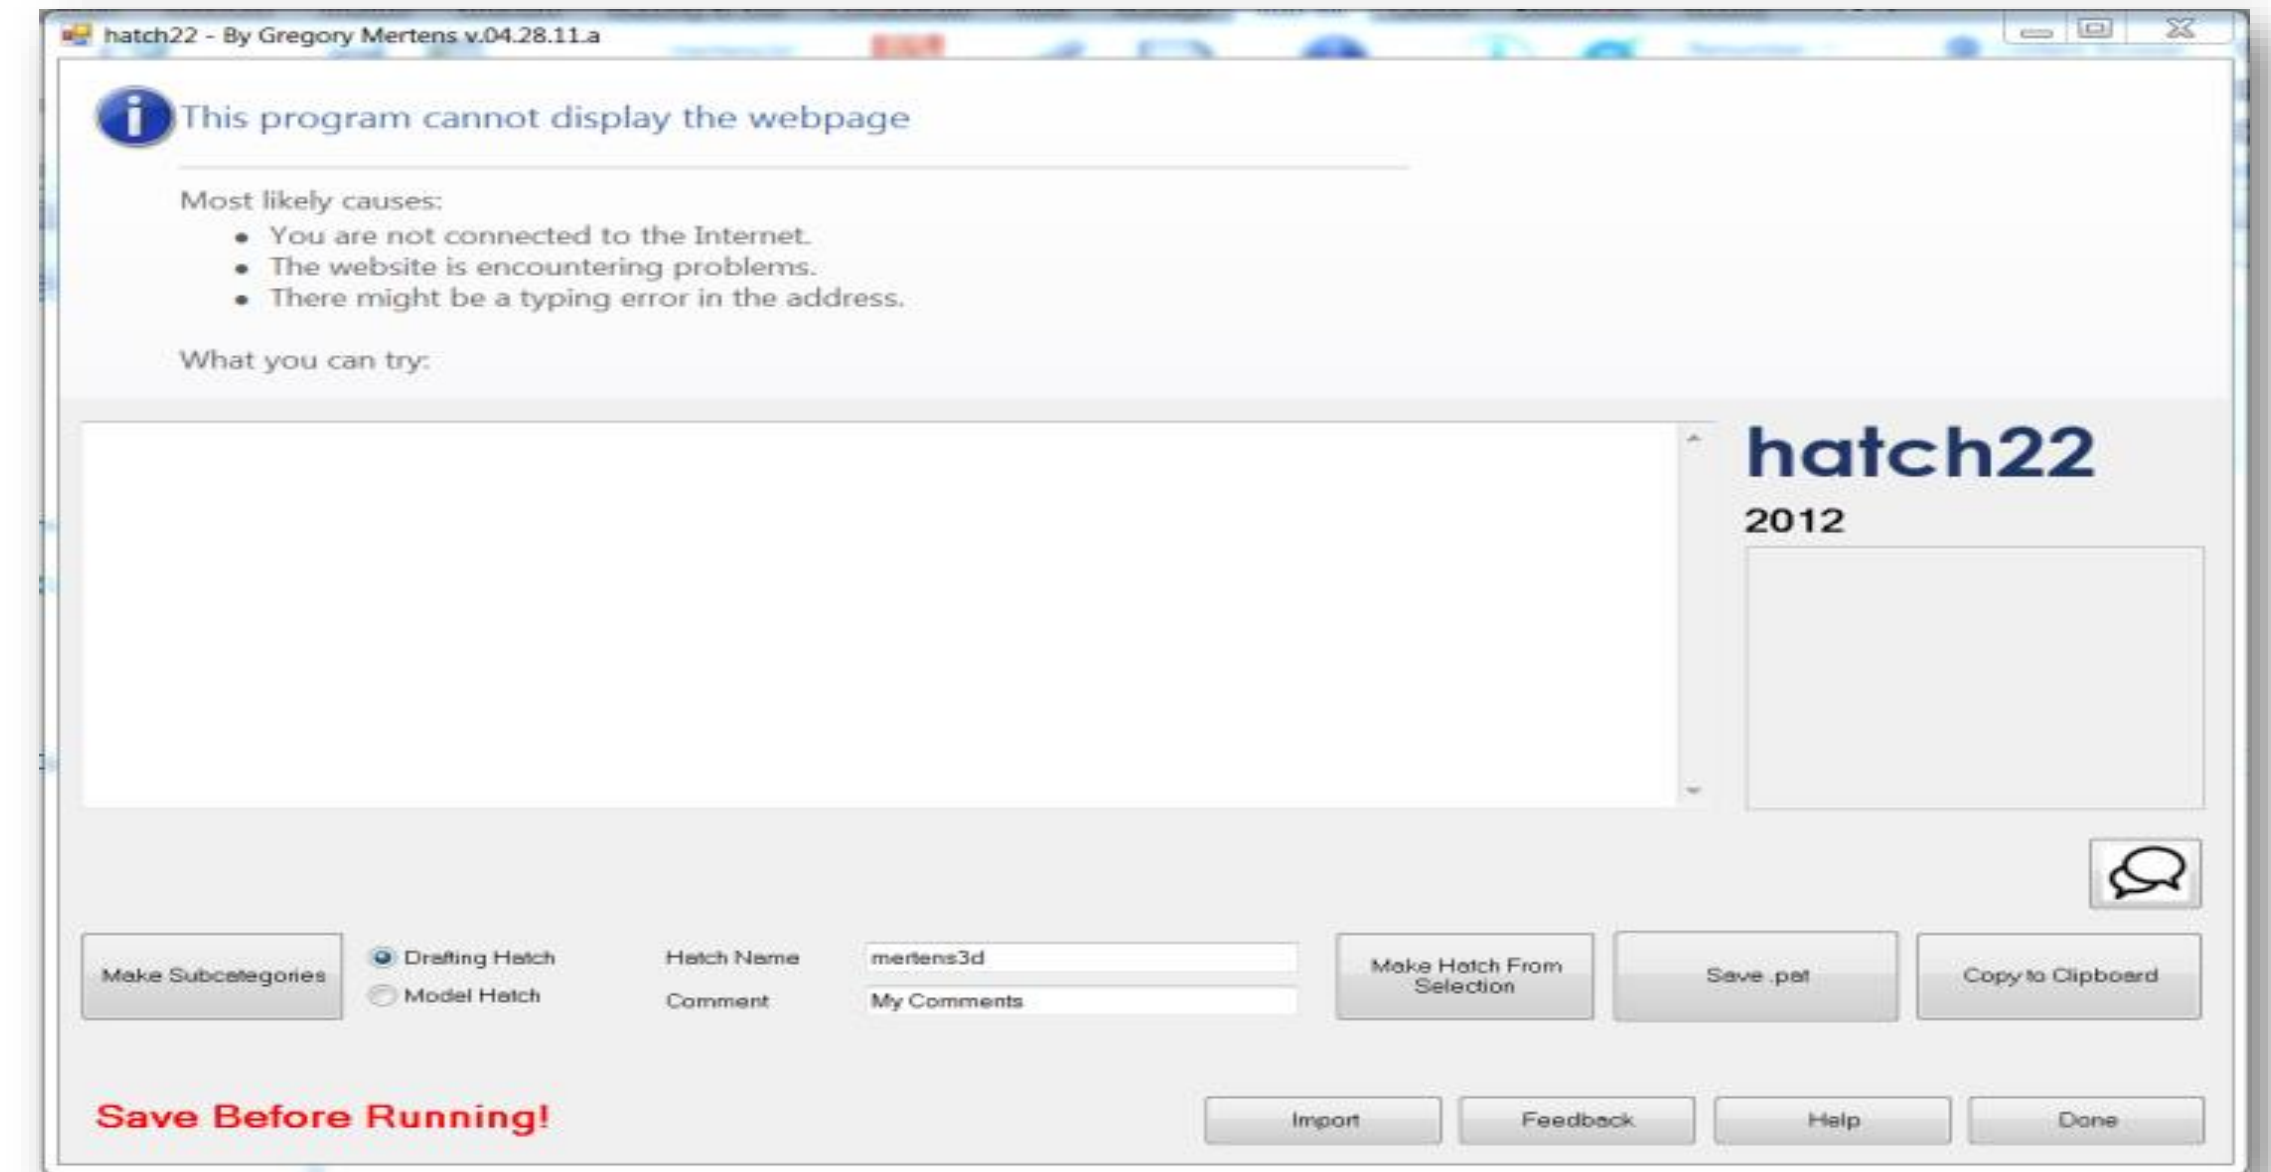 hatch22 - By Gregory Mertens v.04.28.11.a
This program cannot display the webpage
Most likely causes:
• You are not connected to the Internet.
• The website is encountering problems.
• There might be a typing error in the address.
What you can try:
hatch22
2012
Make Subcategories
Drafting Hatch
Model Hatch
Hatch Name
mertens3d
Comment
My Comments
Make Hatch From
Selection
Save .pat
Copy to Clipboard
Save Before Running!
Import
Feedback
Help
Done